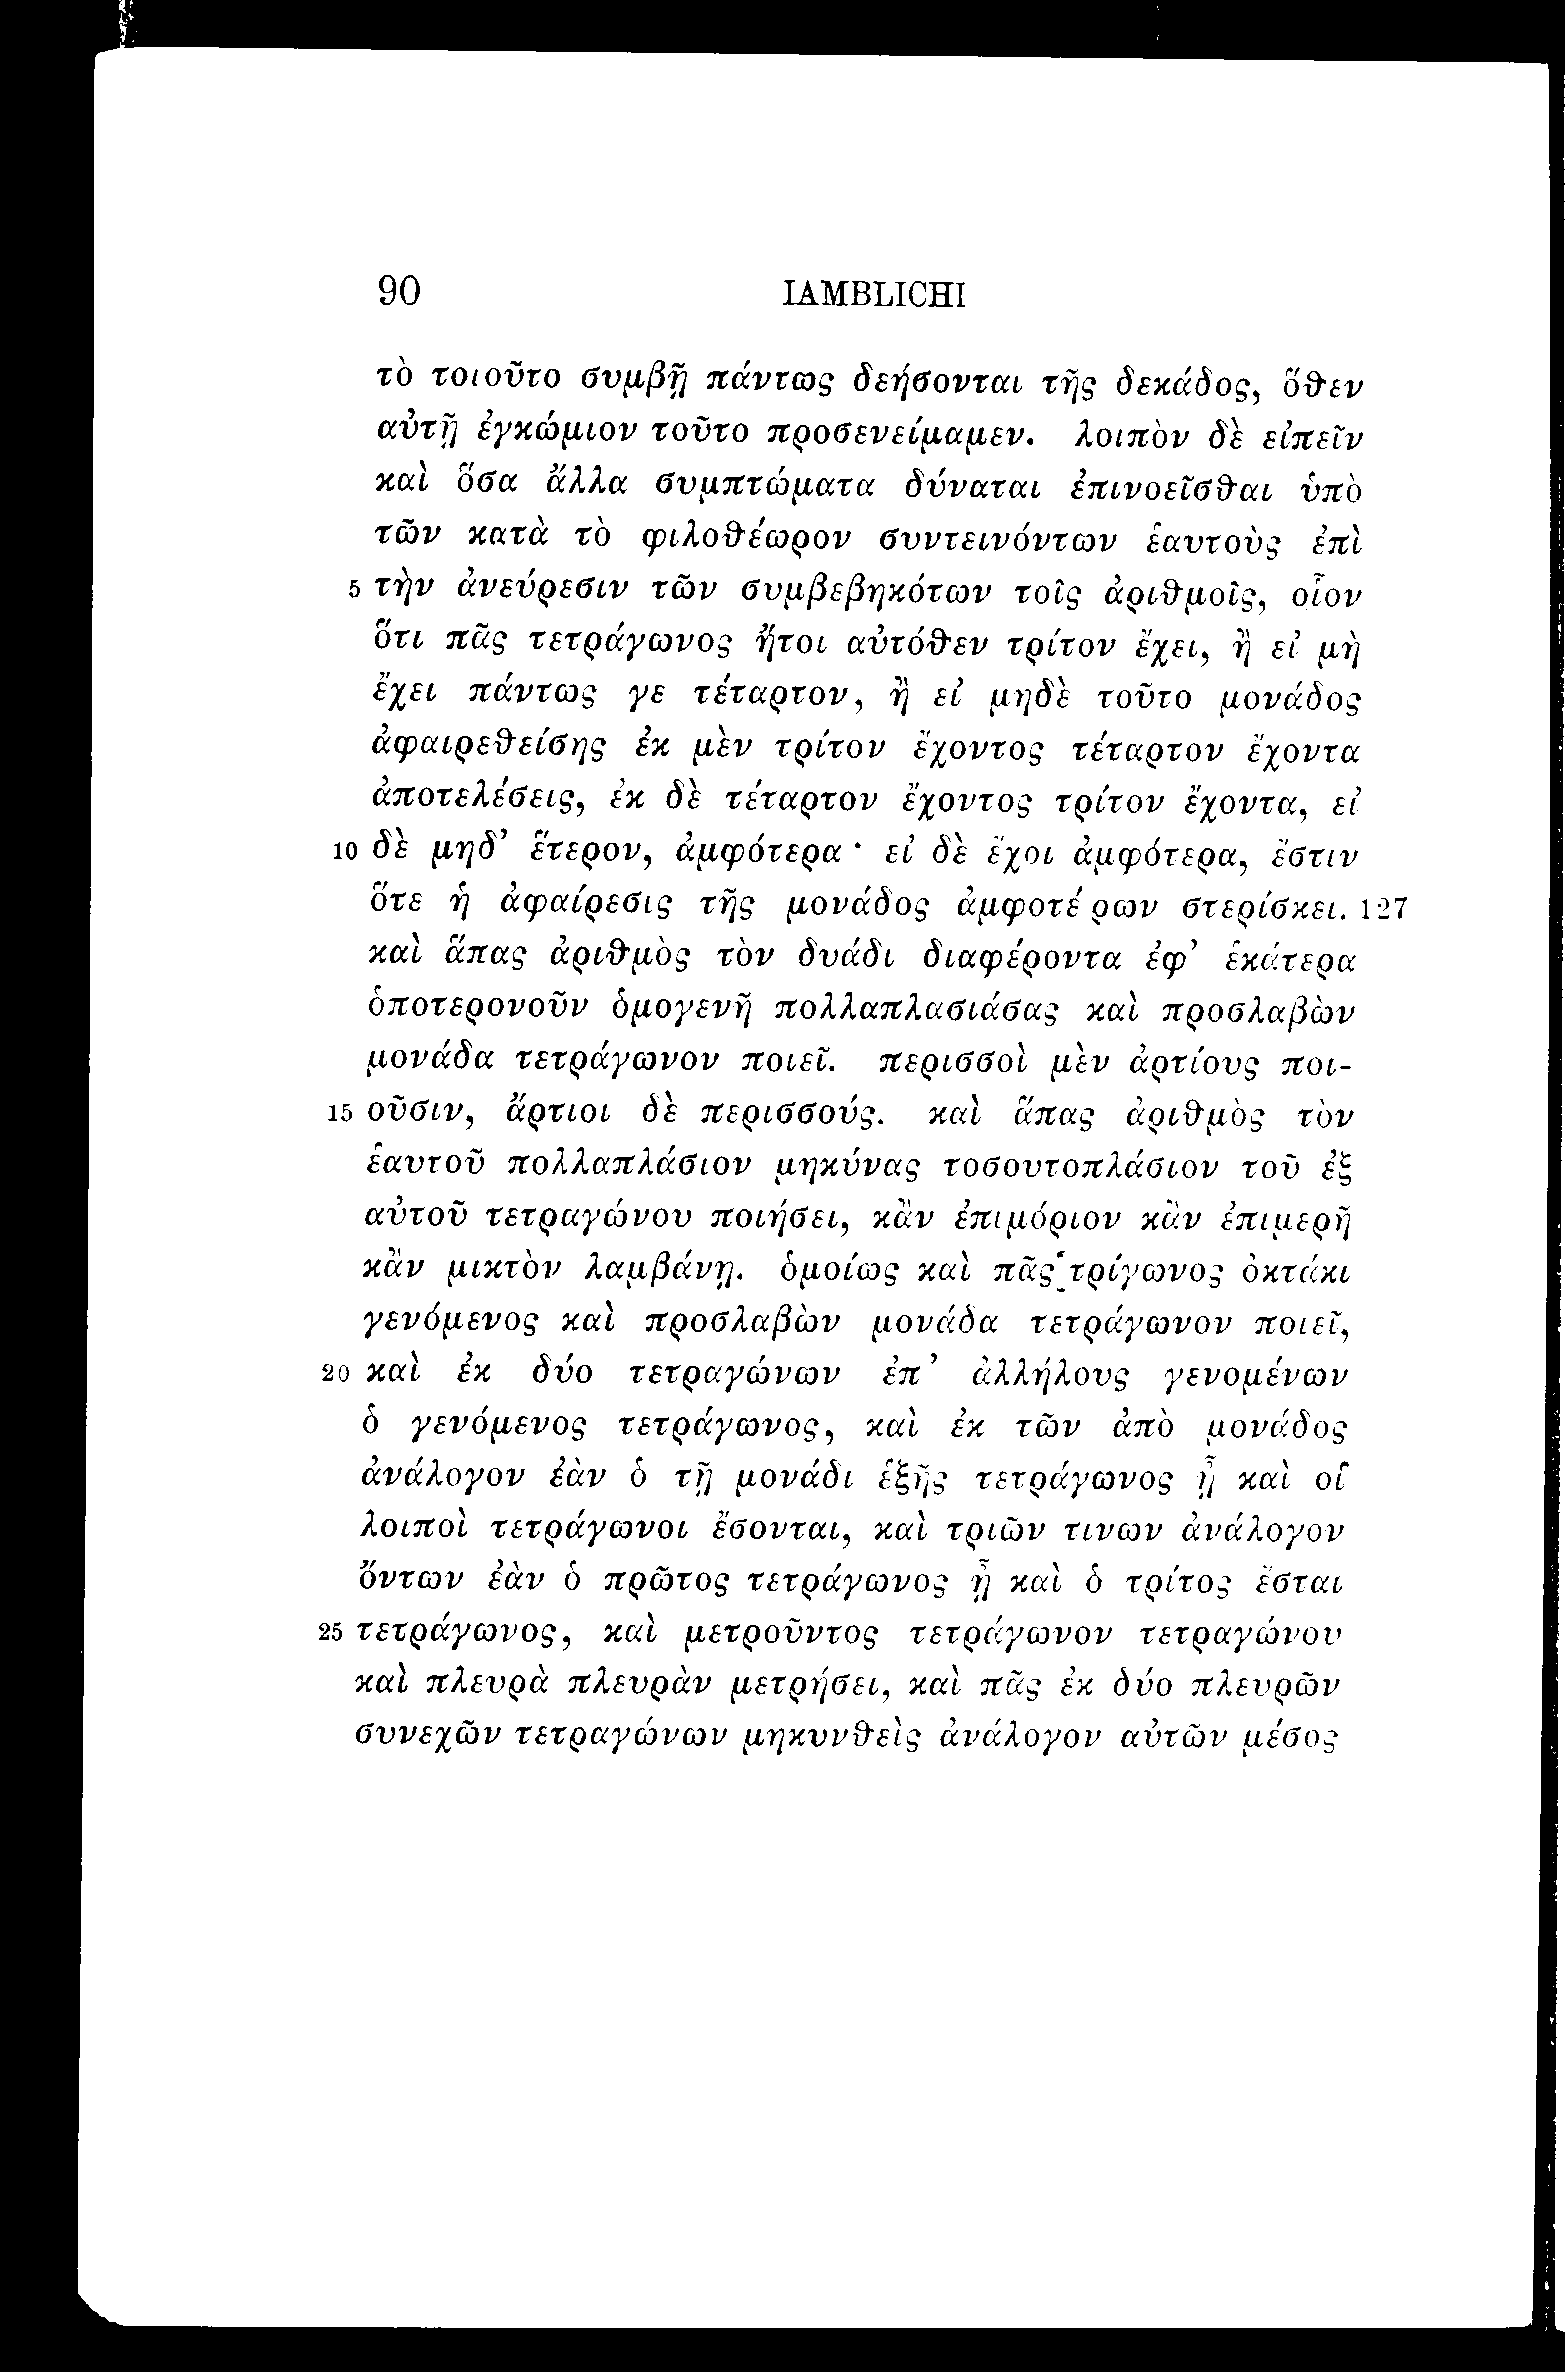 90 IAMBLICHI
τὸ τοιοῦτο συμβῇ πάντως δεήσονται τῆς δεκάδος, ὅϑεν
αὐτῇ ἐγκώμιον τοῦτο προσενείμαμεν. λοιπὸν δὲ εἰπεῖν
καὶ ὅσα ἄλλα συμπτώματα δύναται ἐπινοεῖσϑαι ὑπὸ
τῶν κατὰ τὸ φιλοϑέωρον συντεινόντων ἑαυτοὺς ἐπὶ
5 τὴν ἀνεύρεσιν τῶν συμβεβηκότων τοῖς ἀριϑμοῖς, οἷον
ὅτι πᾶς τετράγωνος ἤτοι αὐτόϑεν τρίτον ἔχει, ἢ εἰ μὴ
ἔχει πάντως γε τέταρτον, ἢ εἰ μηδὲ τοῦτο μονάδος
ἀφαιρεϑείσης ἐκ μὲν τρίτον ἔχοντος τέταρτον ἔχοντα
ἀποτελέσεις, ἐκ δὲ τέταρτον ἔχοντος τρίτον ἔχοντα, εἰ
10 δὲ μηδ’ ἕτερον, ἀμφότερα· εἰ δὲ ἔχοι ἀμφότερα, ἔστιν
ὅτε ἡ ἀφαίρεσις τῆς μονάδος ἀμφοτέρων στερίσκει. 127
καὶ ἅπας ἀριϑμὸς τὸν δυάδι διαφέροντα ἐφ’ ἑκάτερα
ὁποτερονοῦν ὁμογενῆ πολλαπλασιάσας καὶ προσλαβὼν
μονάδα τετράγωνον ποιεῖ. περισσοὶ μὲν ἀρτίους ποι-
15 οῦσιν, ἄρτιοι δὲ περισσούς. καὶ ἅπας ἀριϑμὸς τὸν
ἑαυτοῦ πολλαπλάσιον μηκύνας τοσουτοπλάσιον τοῦ ἐξ
αὐτοῦ τετραγώνου ποιήσει, κἂν ἐπιμόριον κἂν ἐπιμερῆ
κἂν μικτὸν λαμβάνῃ. ὁμοίως καὶ πᾶς τρίγωνος ὀκτάκι
γενόμενος καὶ προσλαβὼν μονάδα τετράγωνον ποιεῖ,
20 καὶ ἐκ δύο τετραγώνων ἐπ’ ἀλλήλους γενομένων
ὁ γενόμενος τετράγωνος, καὶ ἐκ τῶν ἀπὸ μονάδος
ἀνάλογον ἐὰν ὁ τῇ μονάδι ἑξῆς τετράγωνος ᾖ καὶ οἱ
λοιποὶ τετράγωνοι ἔσονται, καὶ τριῶν τινων ἀνάλογον
ὄντων ἐὰν ὁ πρῶτος τετράγωνος ᾖ καὶ ὁ τρίτος ἔσται
25 τετράγωνος, καὶ μετροῦντος τετράγωνον τετραγώνου
καὶ πλευρὰ πλευρὰν μετρήσει, καὶ πᾶς ἐκ δύο πλευρῶν
συνεχῶν τετραγώνων μηκυνϑεὶς ἀνάλογον αὐτῶν μέσος